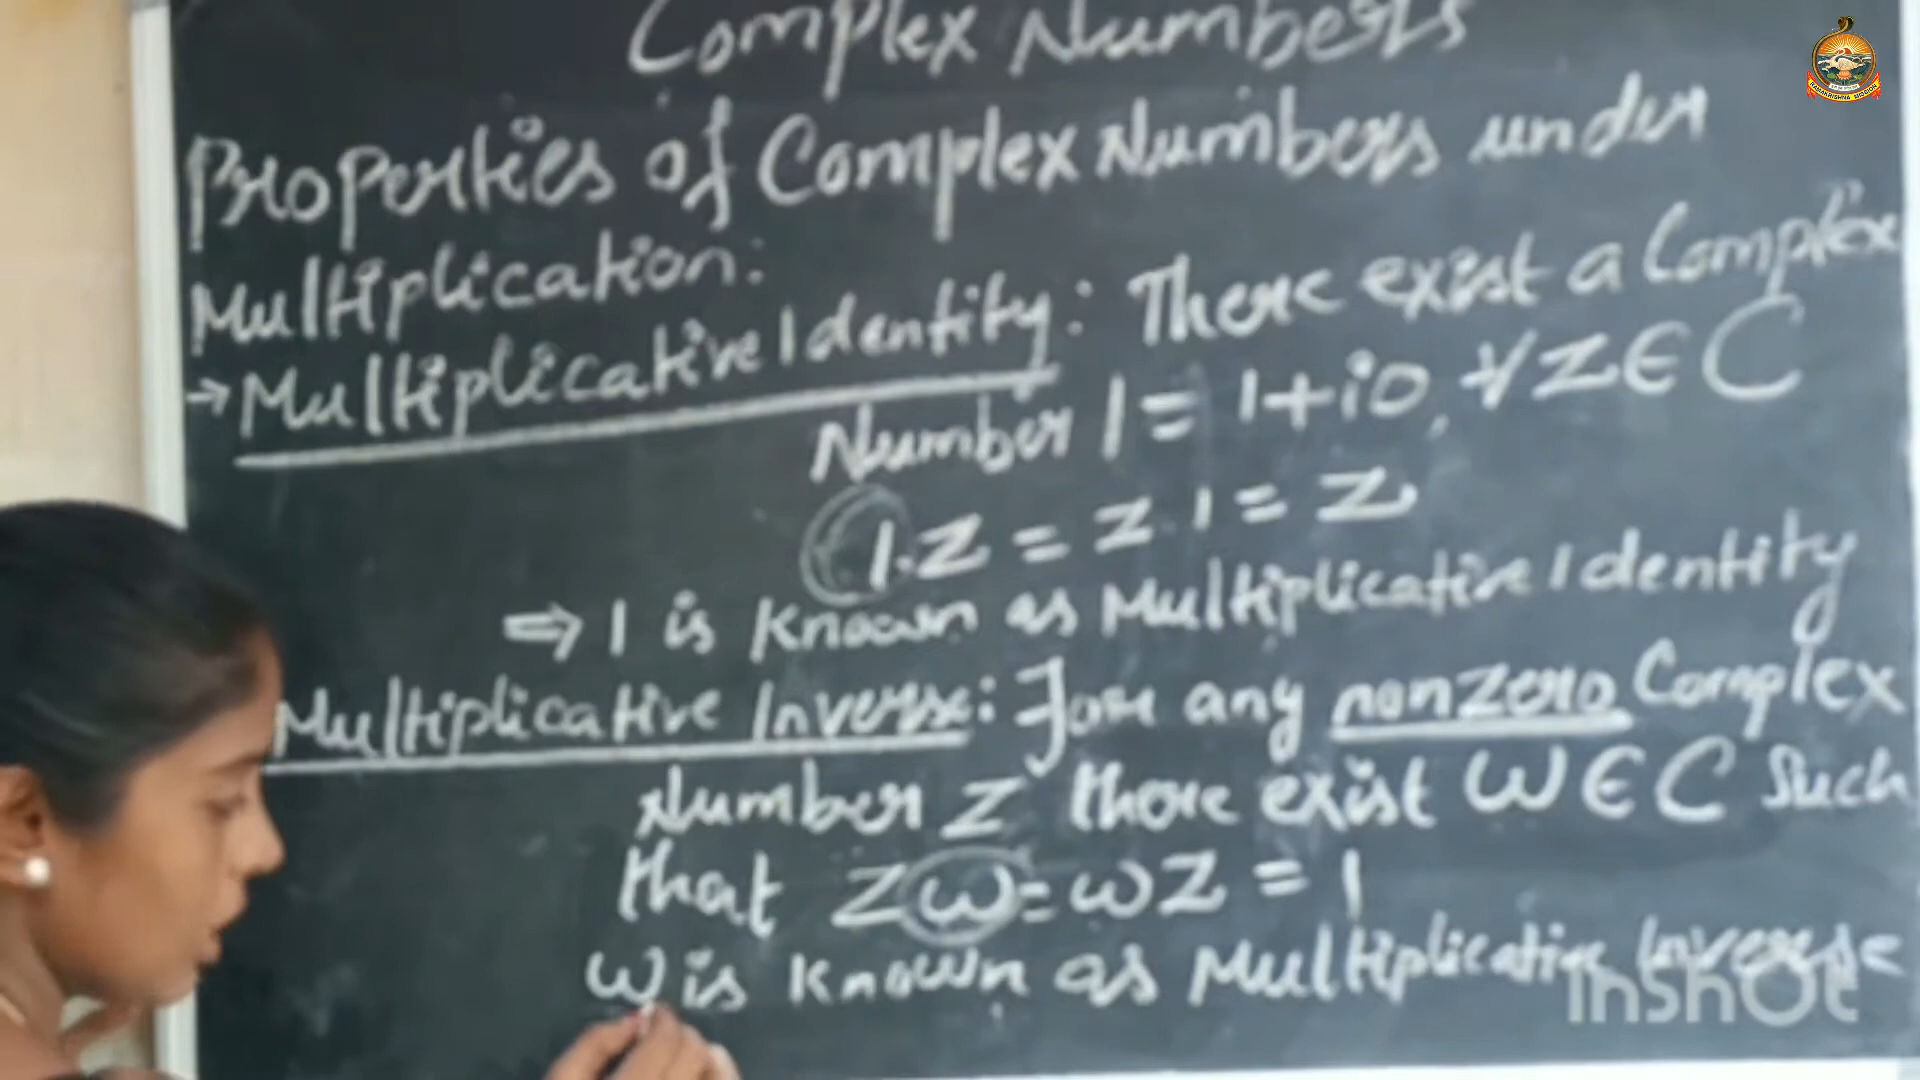 Complex Numbers
Properties of Complex Numbers under
Multiplication:
→ Multiplicative Identity: There exist a Complex
Number 1 = 1+i0, ∀ Z ∈ C
1.Z = Z.1 = Z
⇒ 1 is known as Multiplicative Identity
Multiplicative Inverse: For any nonzero Complex
Number Z there exist ω ∈ C Such
that Zω = ωZ = 1
ω is known as Multiplicative Inverse
InShOt
RAMAKRISHNA MISSION